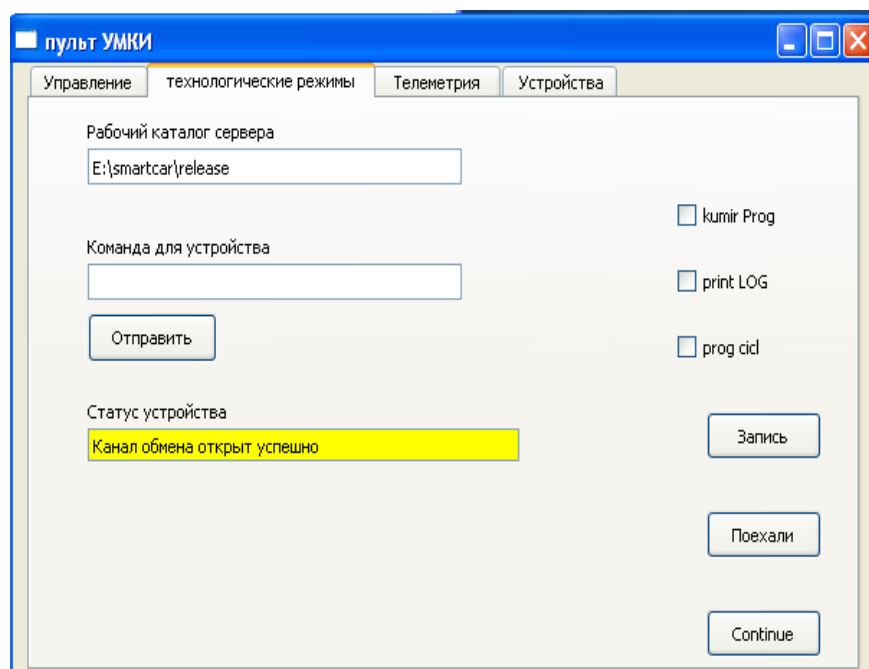 пульт УМКИ
Управление технологические режимы Телеметрия Устройства
Рабочий каталог сервера
E:\smartcar\release
kumir Prog
Команда для устройства
print LOG
Отправить
prog cicl
Статус устройства
Канал обмена открыт успешно
Запись
Поехали
Continue